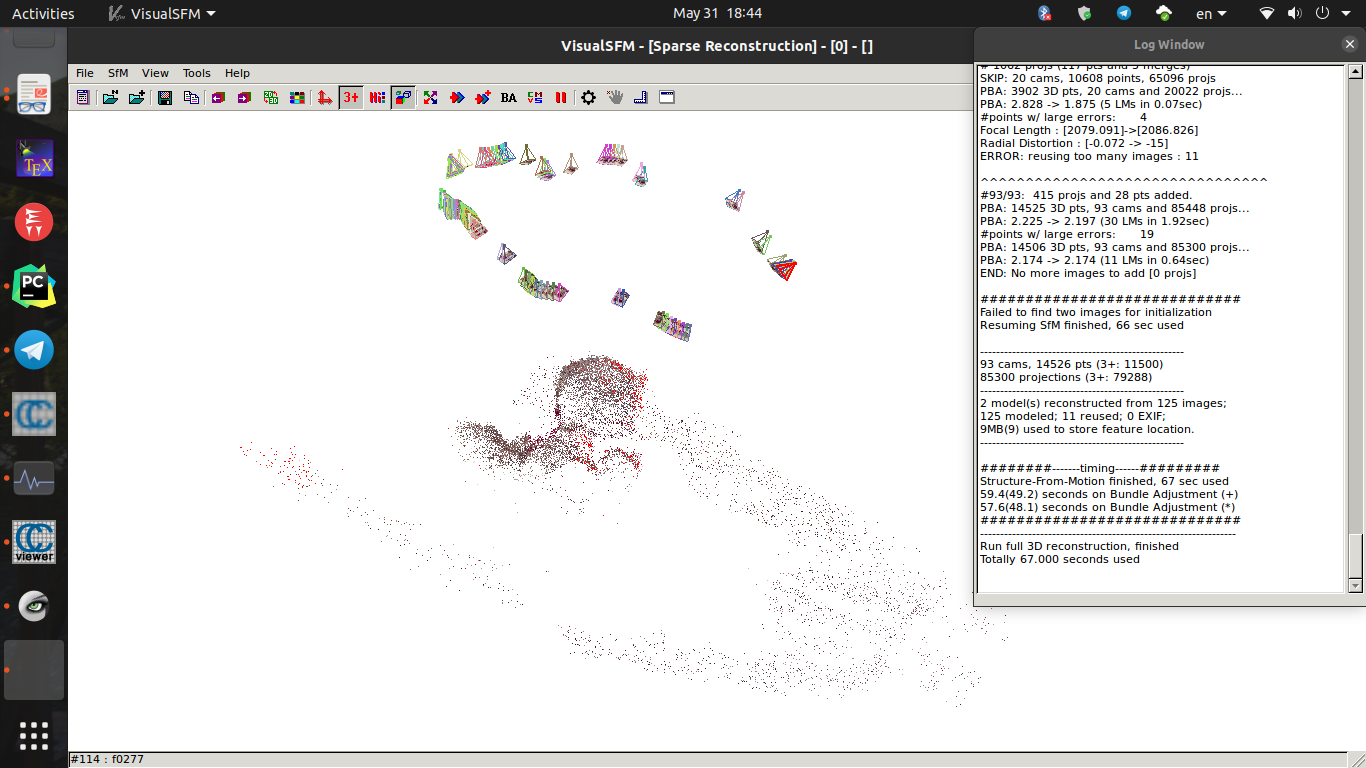 Activities
VisualSFM
May 31 18:44
en
VisualSFM - [Sparse Reconstruction] - [0] - []
Log Window
File SfM View Tools Help
3+
BA
SKIP: 20 cams, 10608 points, 65096 projs
PBA: 3902 3D pts, 20 cams and 20022 projs...
PBA: 2.828 -> 1.875 (5 LMs in 0.07sec)
#points w/ large errors: 4
Focal Length : [2079.091]->[2086.826]
Radial Distortion : [-0.072 -> -15]
ERROR: reusing too many images : 11
^^^^^^^^^^^^^^^^^^^^^^^^^^^^^^^^
#93/93: 415 projs and 28 pts added.
PBA: 14525 3D pts, 93 cams and 85448 projs...
PBA: 2.225 -> 2.197 (30 LMs in 1.92sec)
#points w/ large errors: 19
PBA: 14506 3D pts, 93 cams and 85300 projs...
PBA: 2.174 -> 2.174 (11 LMs in 0.64sec)
END: No more images to add [0 projs]
############################
Failed to find two images for initialization
Resuming SfM finished, 66 sec used
---------------------------------------------------
93 cams, 14526 pts (3+: 11500)
85300 projections (3+: 79288)
---------------------------------------------------
2 model(s) reconstructed from 125 images;
125 modeled; 11 reused; 0 EXIF;
9MB(9) used to store feature location.
---------------------------------------------------
########-------timing------#########
Structure-From-Motion finished, 67 sec used
59.4(49.2) seconds on Bundle Adjustment (+)
57.6(48.1) seconds on Bundle Adjustment (*)
############################
----------------------------------------------------------------
Run full 3D reconstruction, finished
Totally 67.000 seconds used
TEX
PC
CC
CC
viewer
#114 : f0277